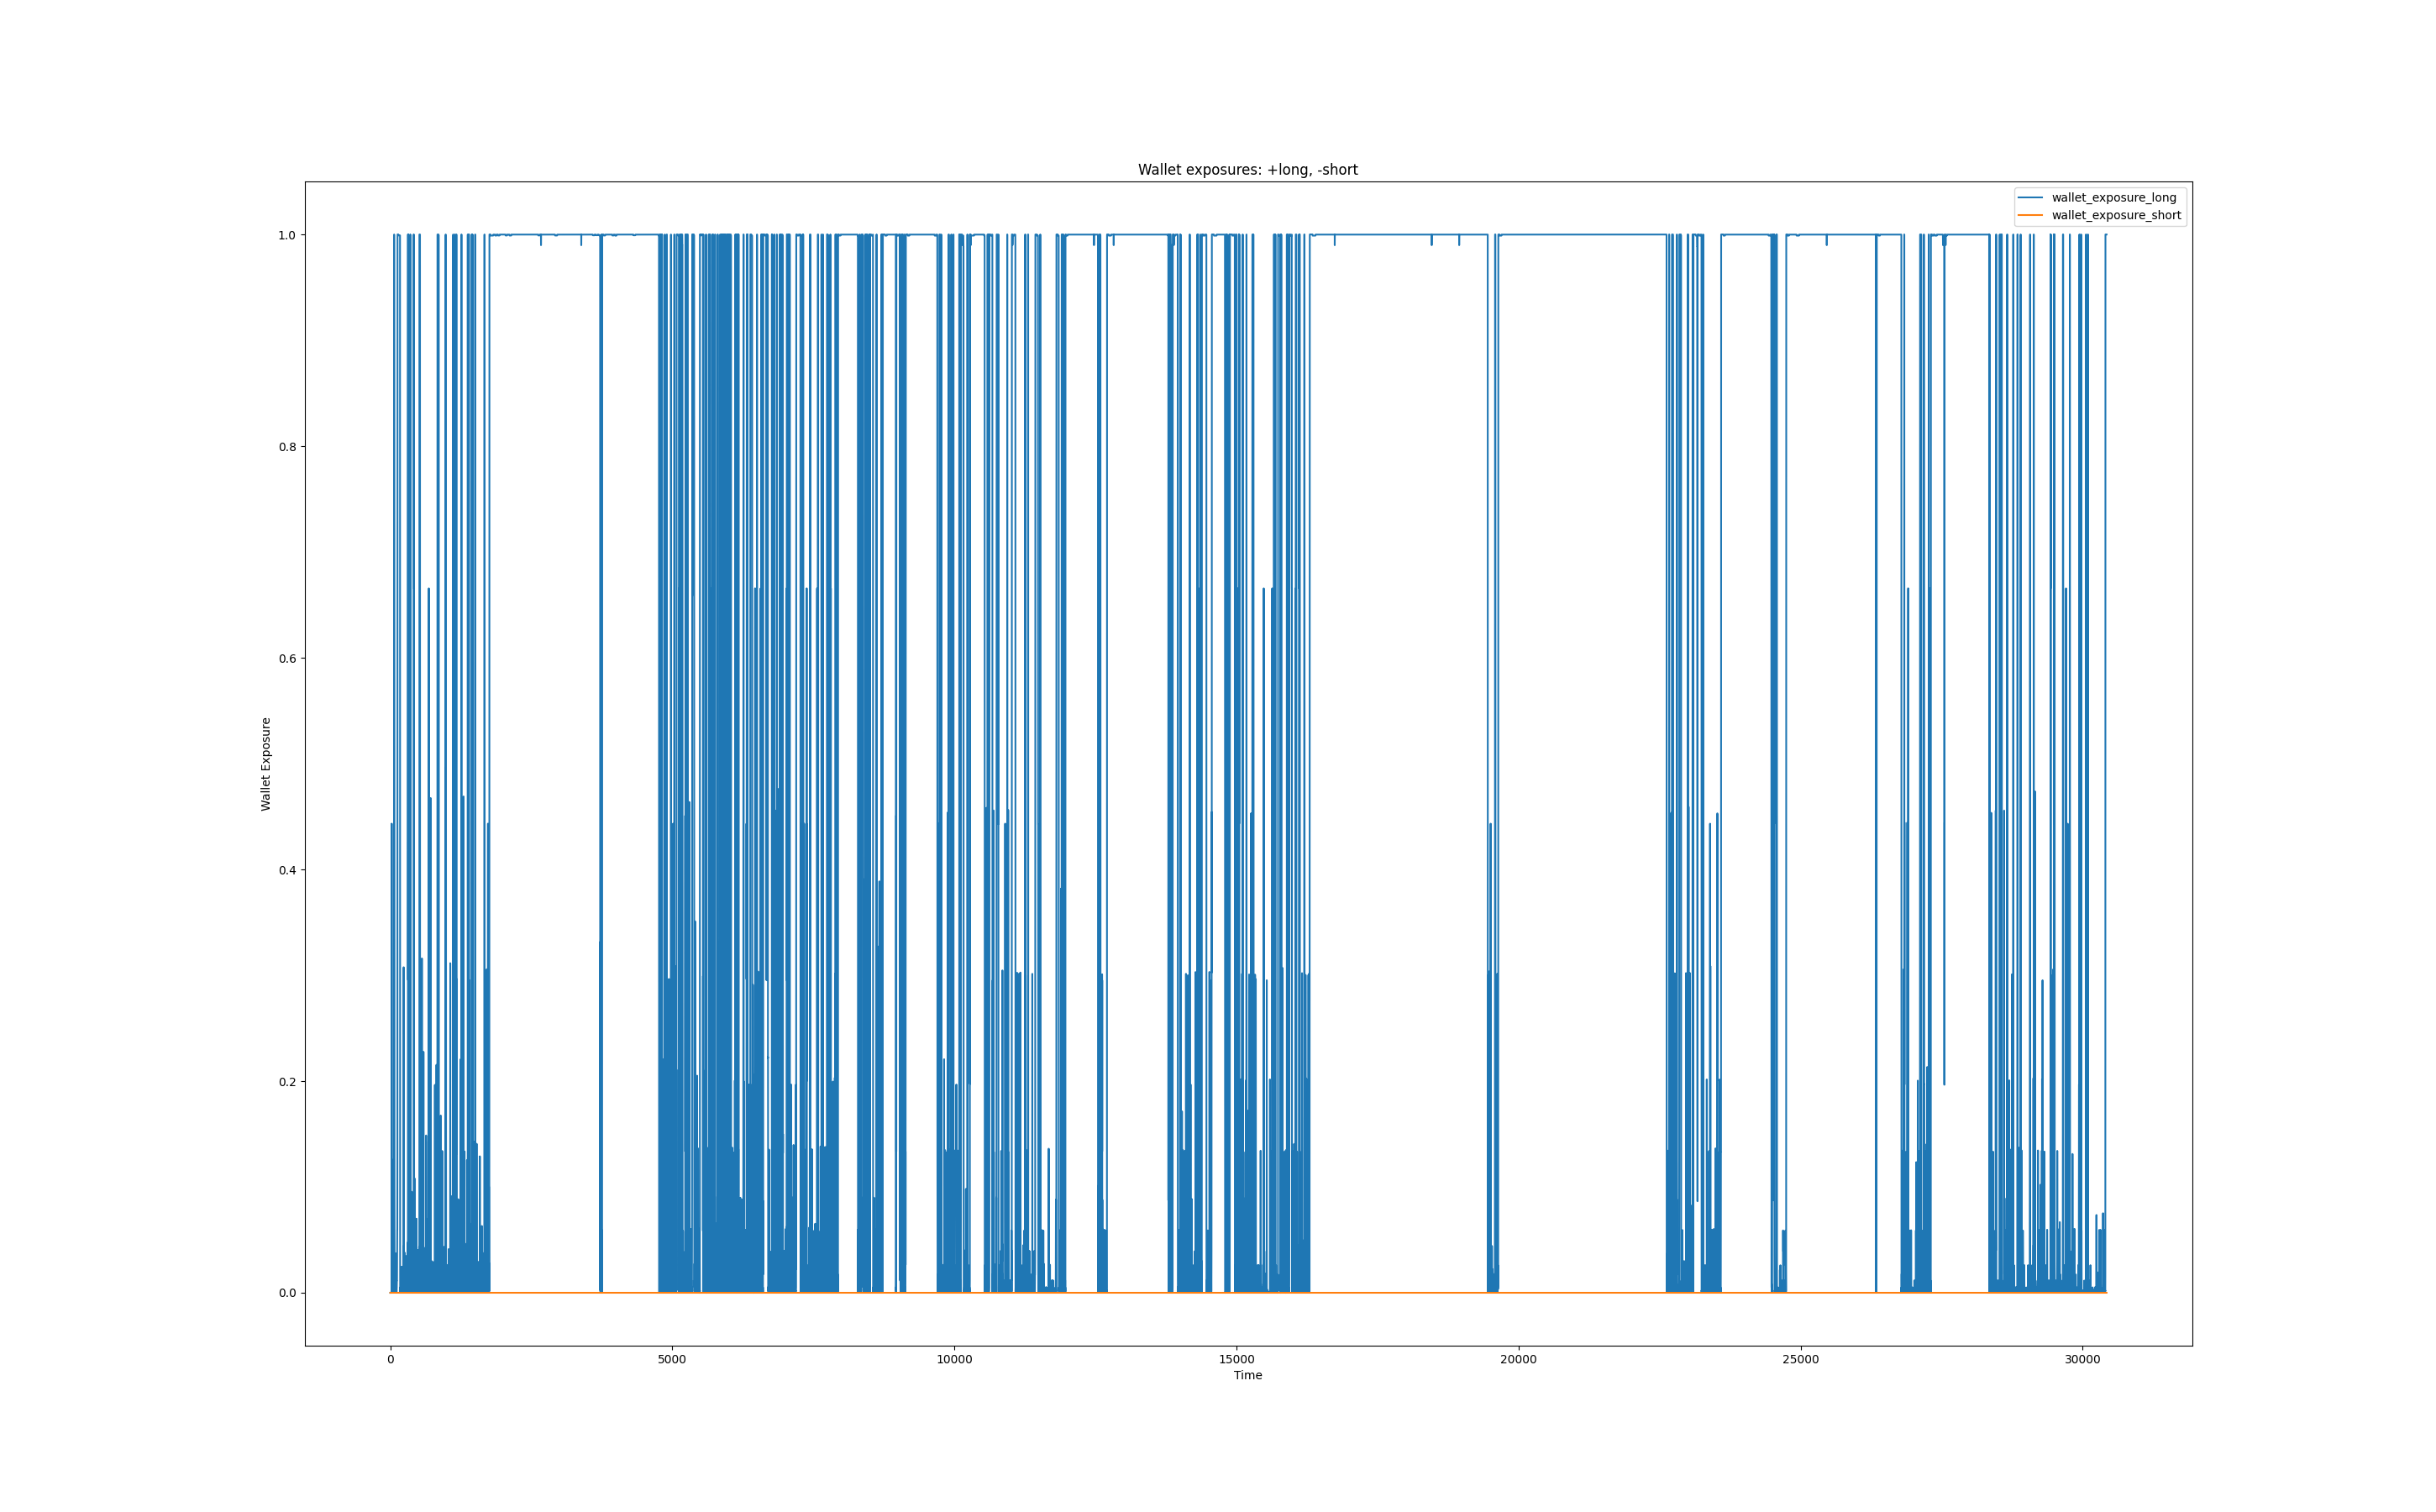 Wallet exposures: +long, -short
wallet_exposure_long
wallet_exposure_short
1.0
0.8
0.6
0.4
0.2
0.0
Wallet Exposure
0 5000 10000 15000 20000 25000 30000
Time